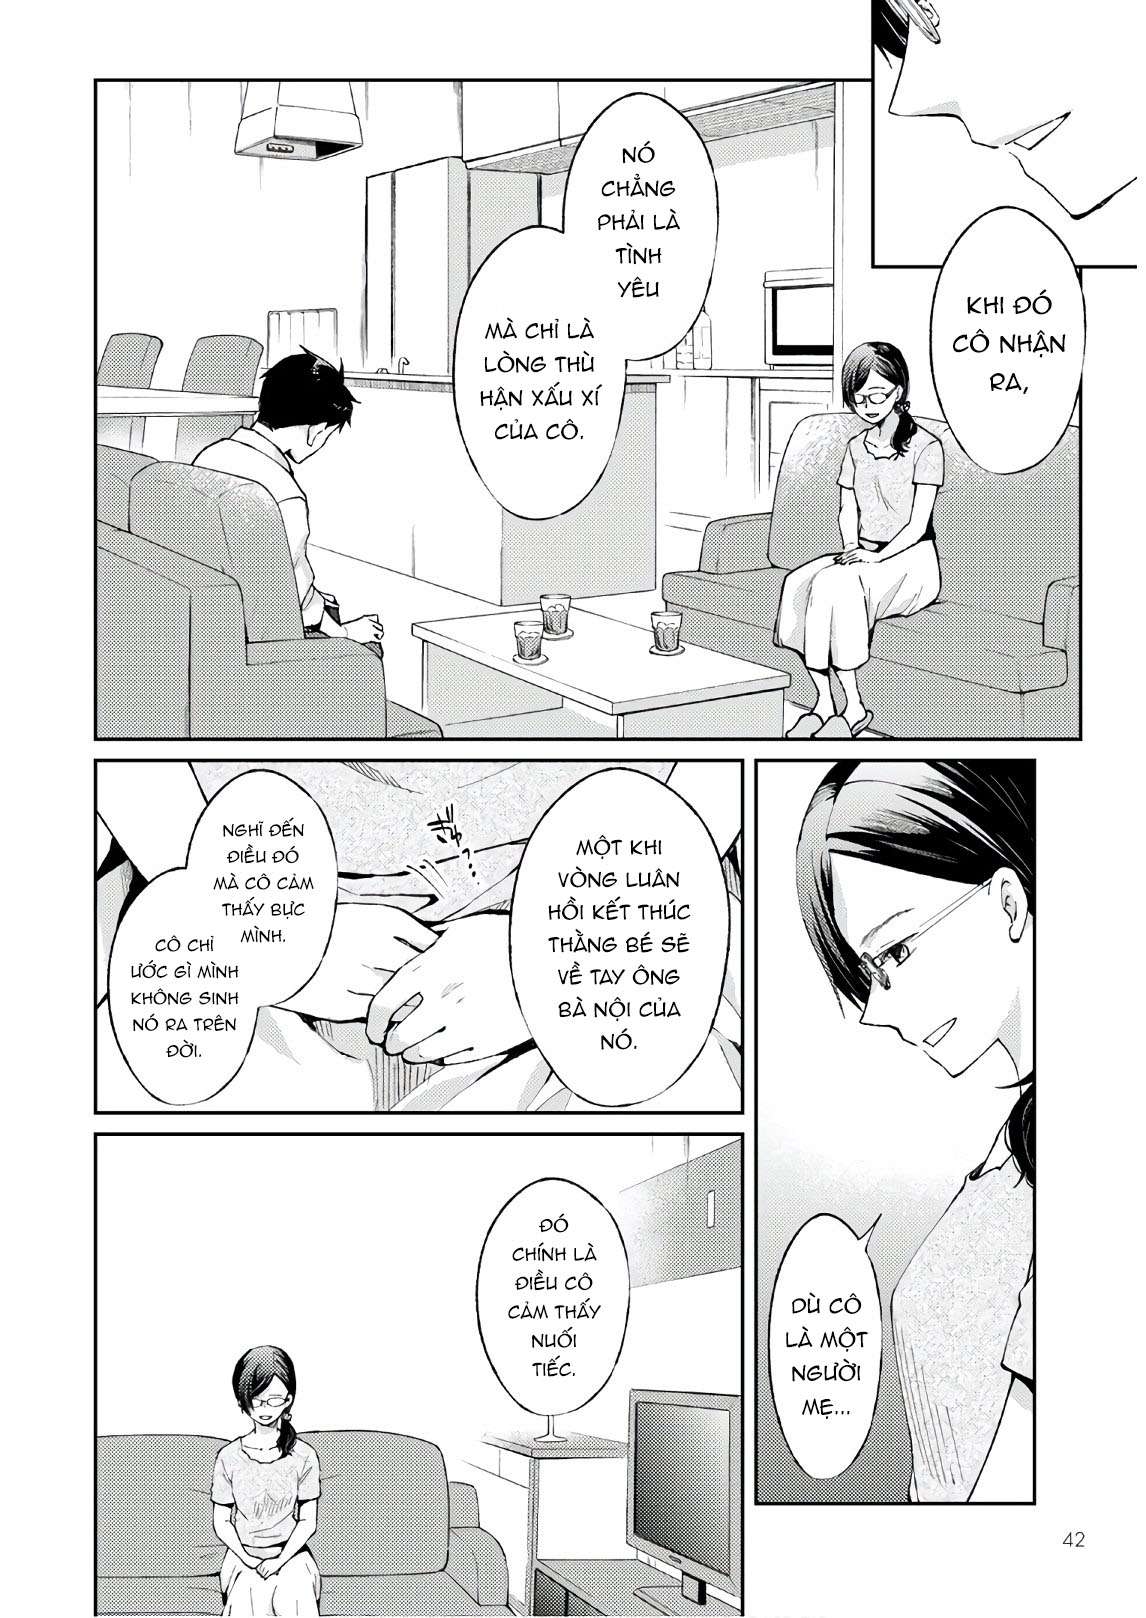 KHI ĐÓ
CÔ NHẬN
RA,
NÓ
CHẲNG
PHẢI LÀ
TÌNH
YÊU
MÀ CHỈ LÀ
LÒNG THÙ
HẬN XẤU XÍ
CỦA CÔ.
DÙ CÔ
LÀ MỘT
NGƯỜI
MẸ...
MỘT KHI
VÒNG LUÂN
HỒI KẾT THÚC
THẰNG BÉ SẼ
VỀ TAY ÔNG
BÀ NỘI CỦA
NÓ.
ぎゅっ…
NGHĨ ĐẾN
ĐIỀU ĐÓ
MÀ CÔ CẢM
THẤY BỰC
MÌNH.
CÔ CHỈ
ƯỚC GÌ MÌNH
KHÔNG SINH
NÓ RA TRÊN
ĐỜI.
ĐÓ
CHÍNH LÀ
ĐIỀU CÔ
CẢM THẤY
NUỐI
TIẾC.
42